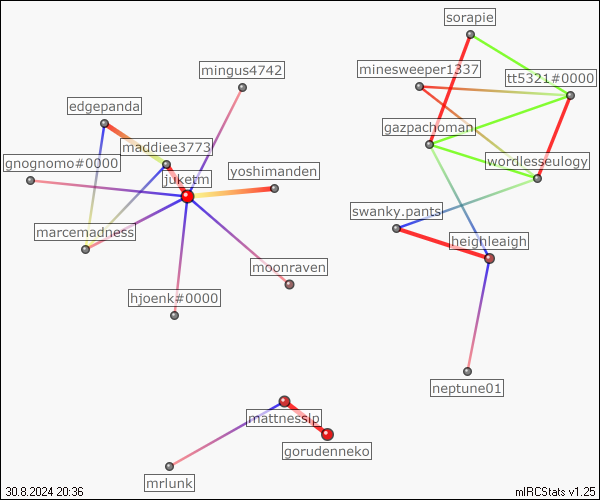 sorapie
mingus4742
minesweeper1337
tt5321#0000
edgepanda
gazpachoman
maddiee3773
gnognomo#0000
wordlesseulogy
yoshimanden
juketm
swanky.pants
marcemadness
heighleaigh
moonraven
hjoenk#0000
neptune01
mattnesslp
gorudenneko
mrlunk
30.8.2024 20:36
mIRCStats v1.25